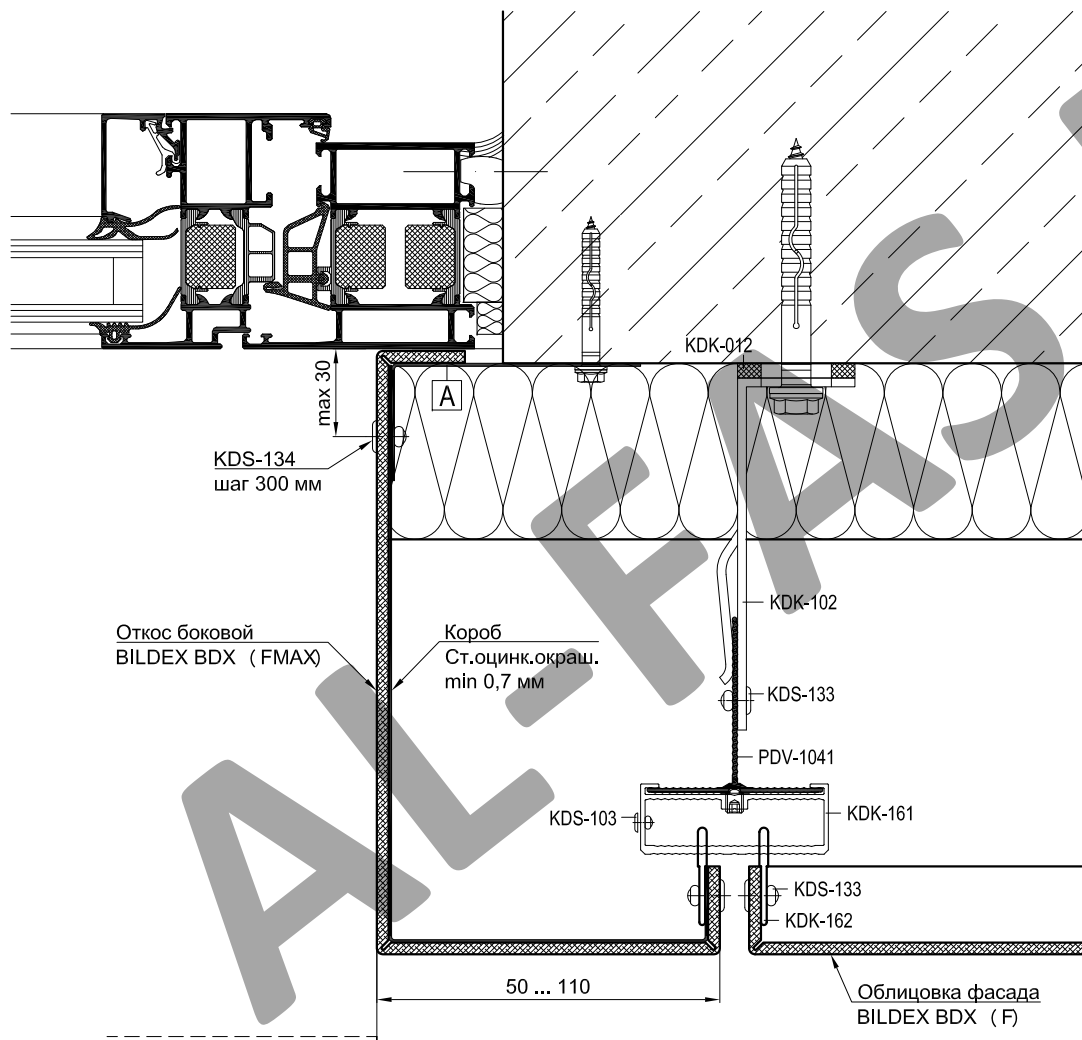 KDK-012
max 30
A
KDS-134
шаг 300 мм
KDK-102
Откос боковой
BILDEX BDX ( FMAX)
Короб
Ст.оцинк.окраш.
min 0,7 мм
KDS-133
PDV-1041
KDS-103
KDK-161
KDS-133
KDK-162
50 ... 110
Облицовка фасада
BILDEX BDX ( F)
AL-FAS